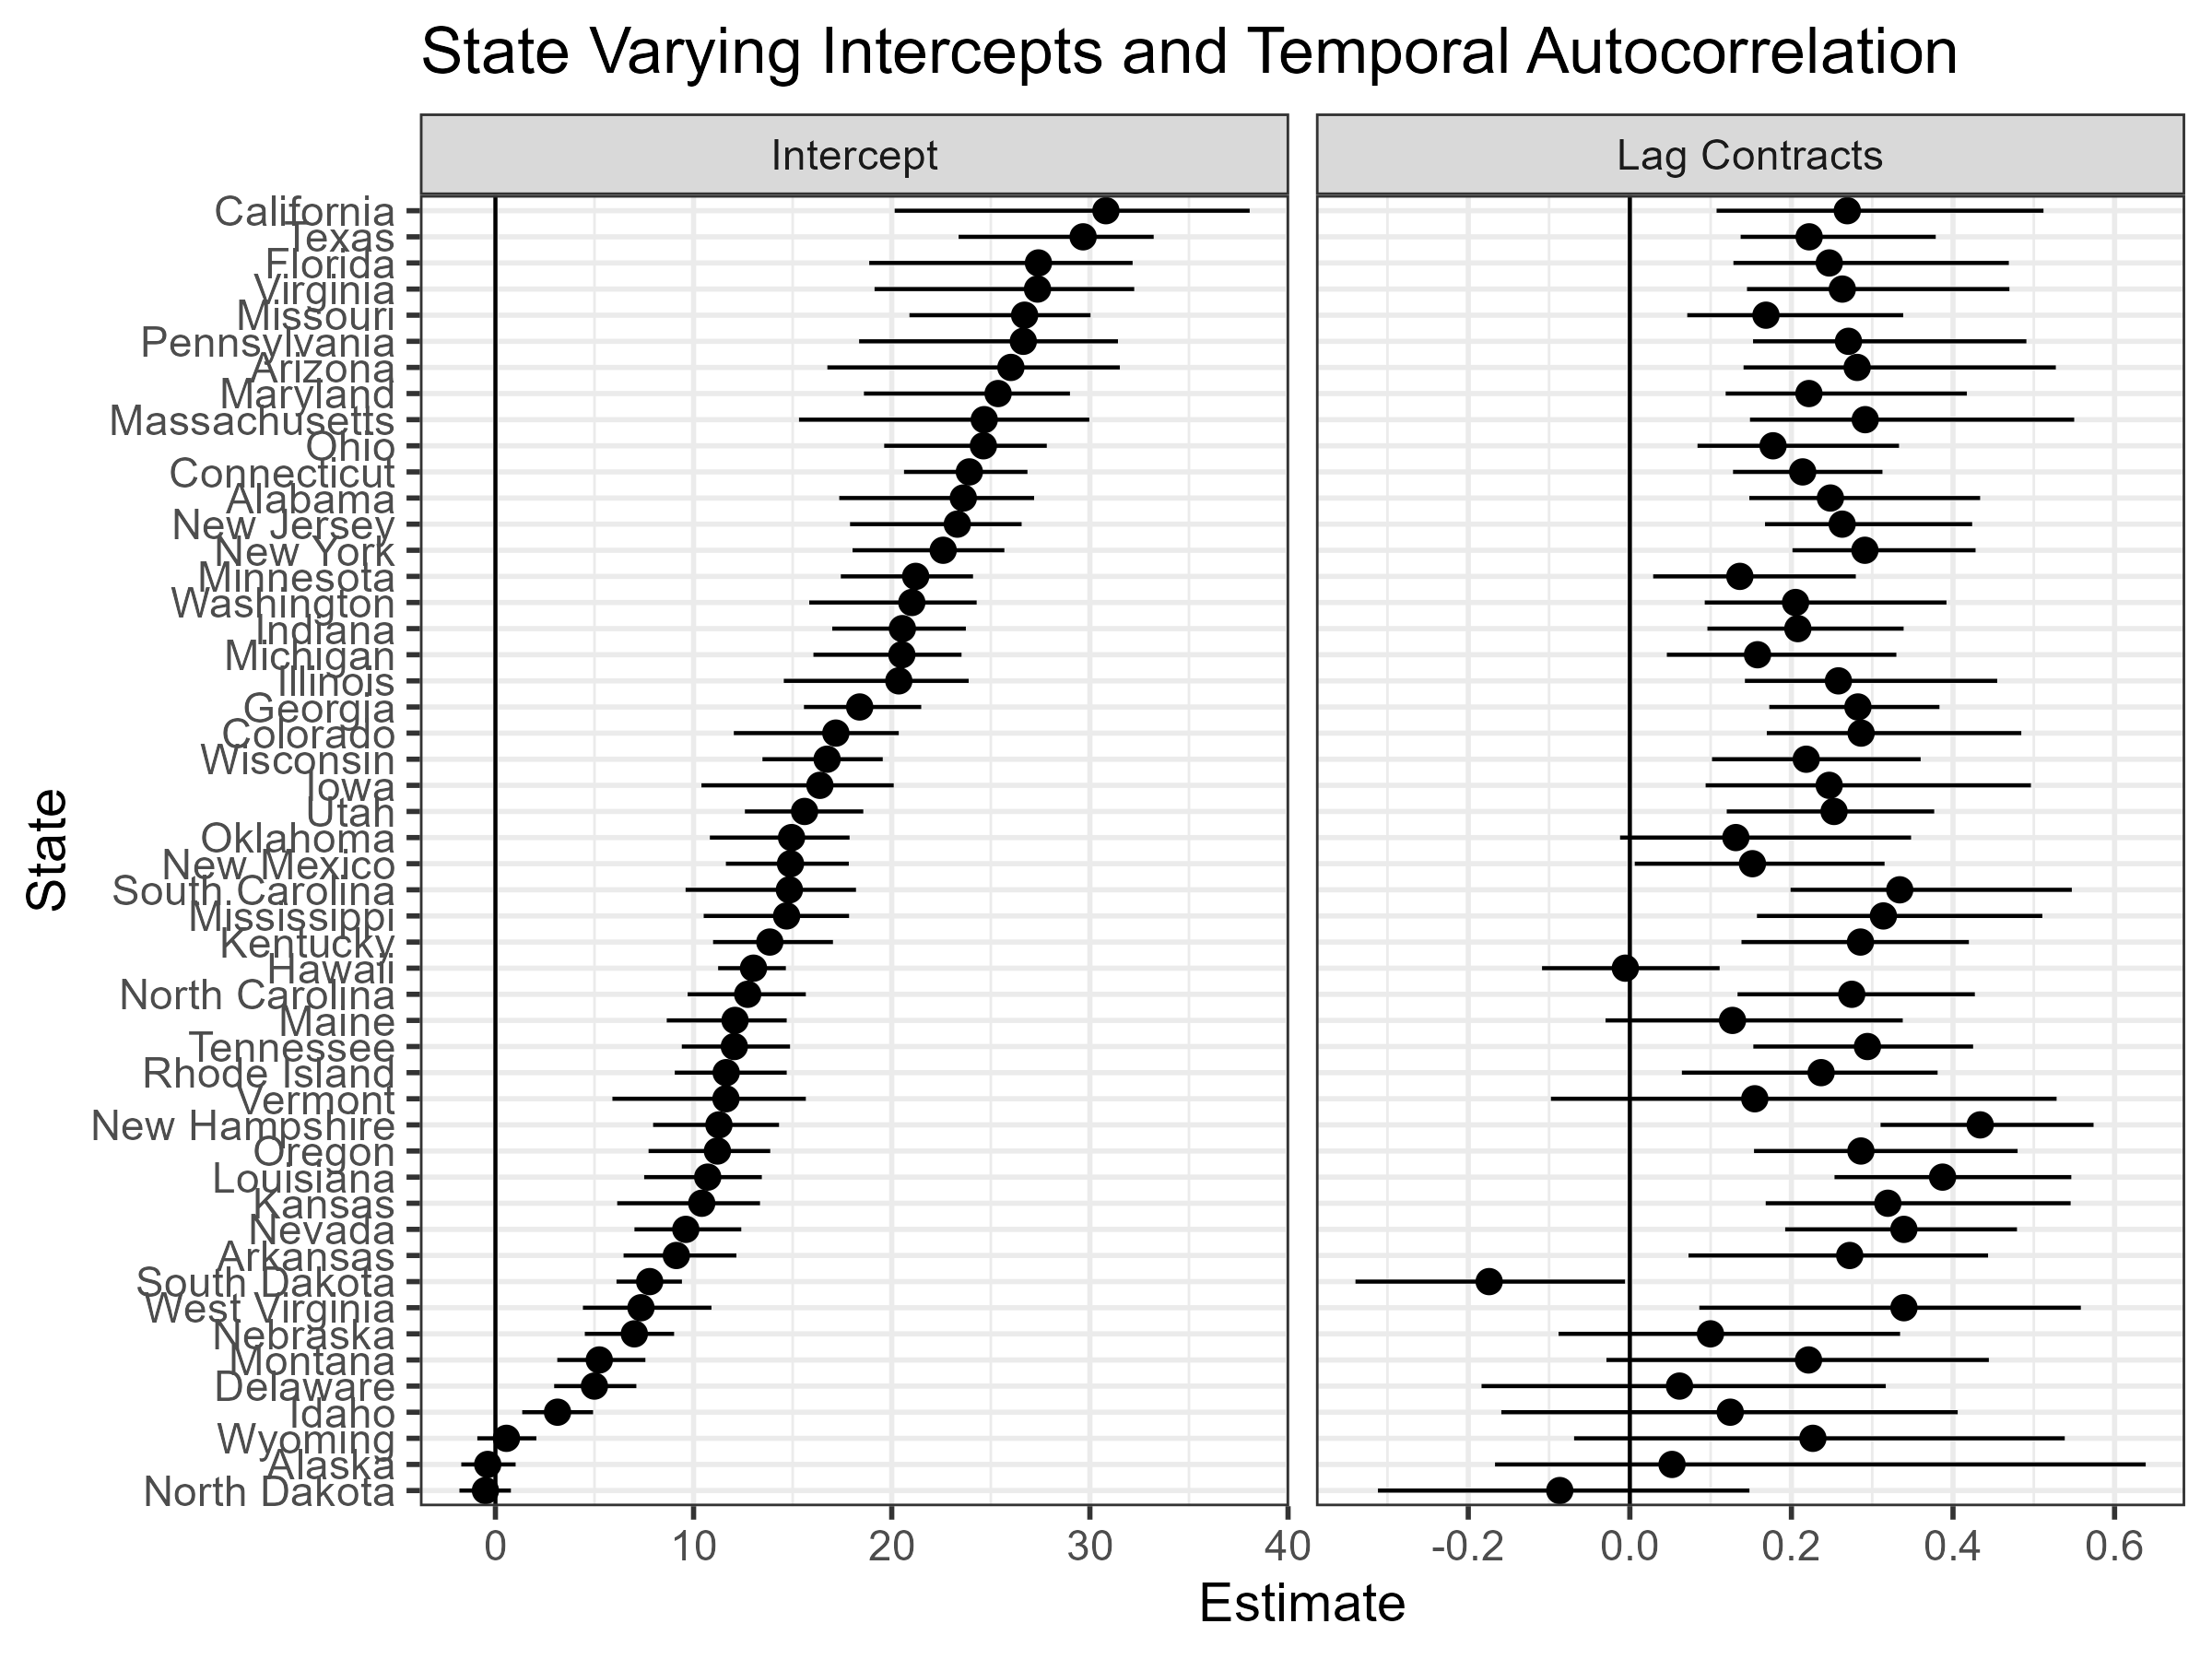 State Varying Intercepts and Temporal Autocorrelation
Intercept
Lag Contracts
California
Texas
Florida
Virginia
Missouri
Pennsylvania
Arizona
Maryland
Massachusetts
Ohio
Connecticut
Alabama
New Jersey
New York
Minnesota
Washington
Indiana
Michigan
Illinois
Georgia
Colorado
Wisconsin
Iowa
Utah
Oklahoma
New Mexico
South Carolina
Mississippi
Kentucky
Hawaii
North Carolina
Maine
Tennessee
Rhode Island
Vermont
New Hampshire
Oregon
Louisiana
Kansas
Nevada
Arkansas
South Dakota
West Virginia
Nebraska
Montana
Delaware
Idaho
Wyoming
Alaska
North Dakota
State
0 10 20 30 40
-0.2 0.0 0.2 0.4 0.6
Estimate